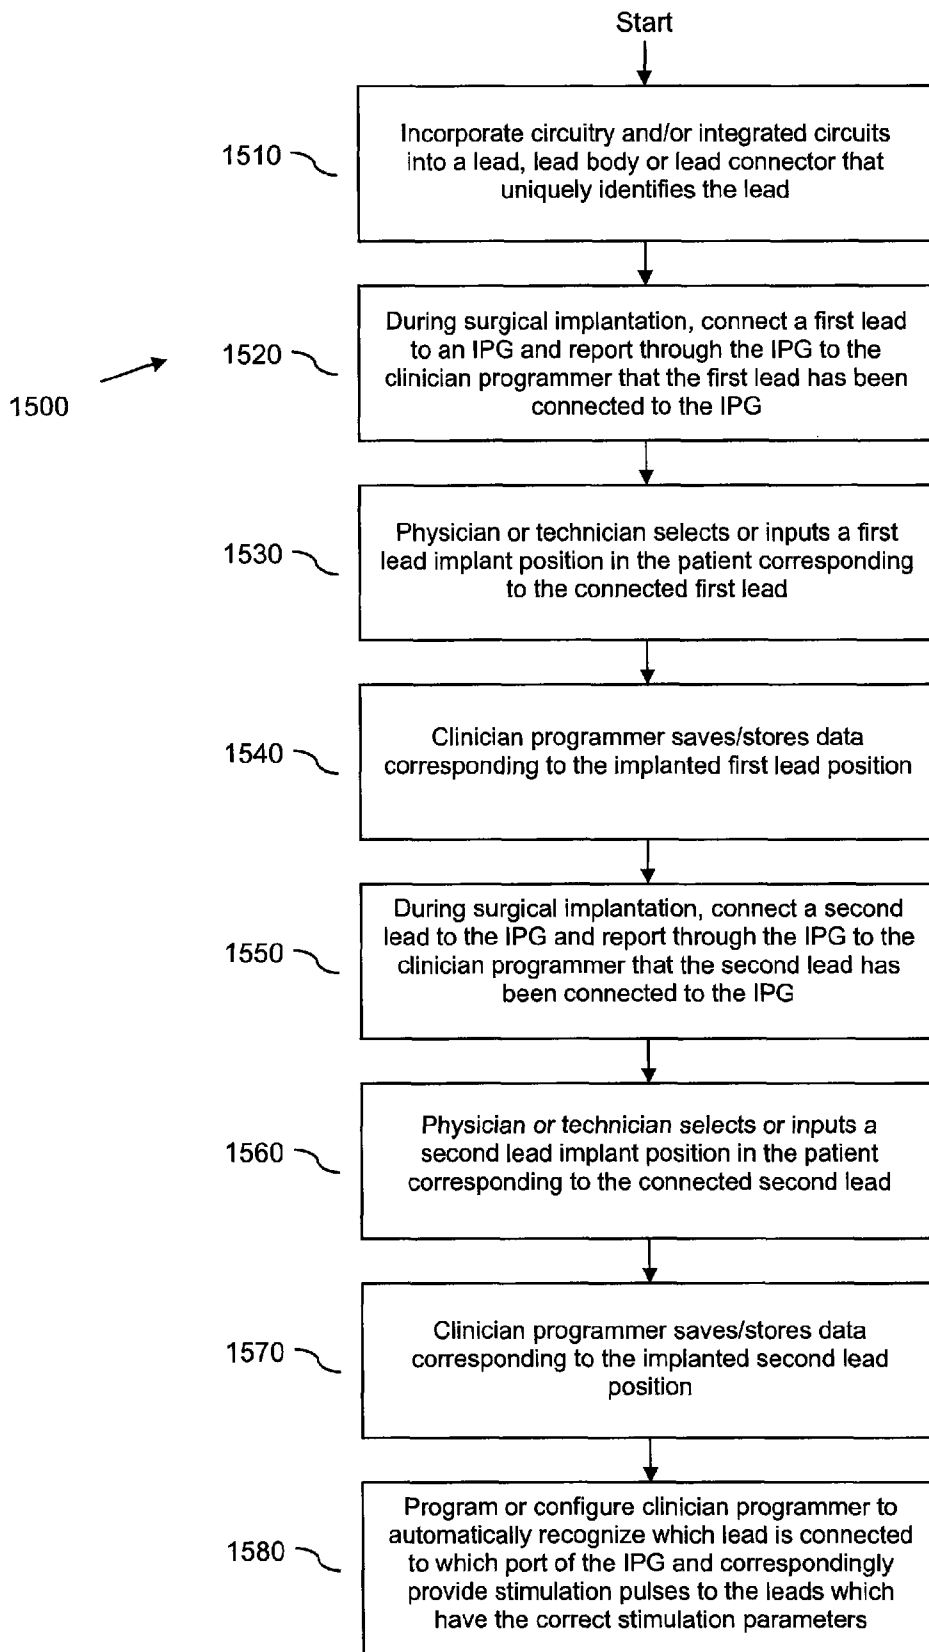 Start
1510
Incorporate circuitry and/or integrated circuits
into a lead, lead body or lead connector that
uniquely identifies the lead
1500
1520
During surgical implantation, connect a first lead
to an IPG and report through the IPG to the
clinician programmer that the first lead has been
connected to the IPG
1530
Physician or technician selects or inputs a first
lead implant position in the patient corresponding
to the connected first lead
1540
Clinician programmer saves/stores data
corresponding to the implanted first lead position
1550
During surgical implantation, connect a second
lead to the IPG and report through the IPG to the
clinician programmer that the second lead has
been connected to the IPG
1560
Physician or technician selects or inputs a
second lead implant position in the patient
corresponding to the connected second lead
1570
Clinician programmer saves/stores data
corresponding to the implanted second lead
position
1580
Program or configure clinician programmer to
automatically recognize which lead is connected
to which port of the IPG and correspondingly
provide stimulation pulses to the leads which
have the correct stimulation parameters